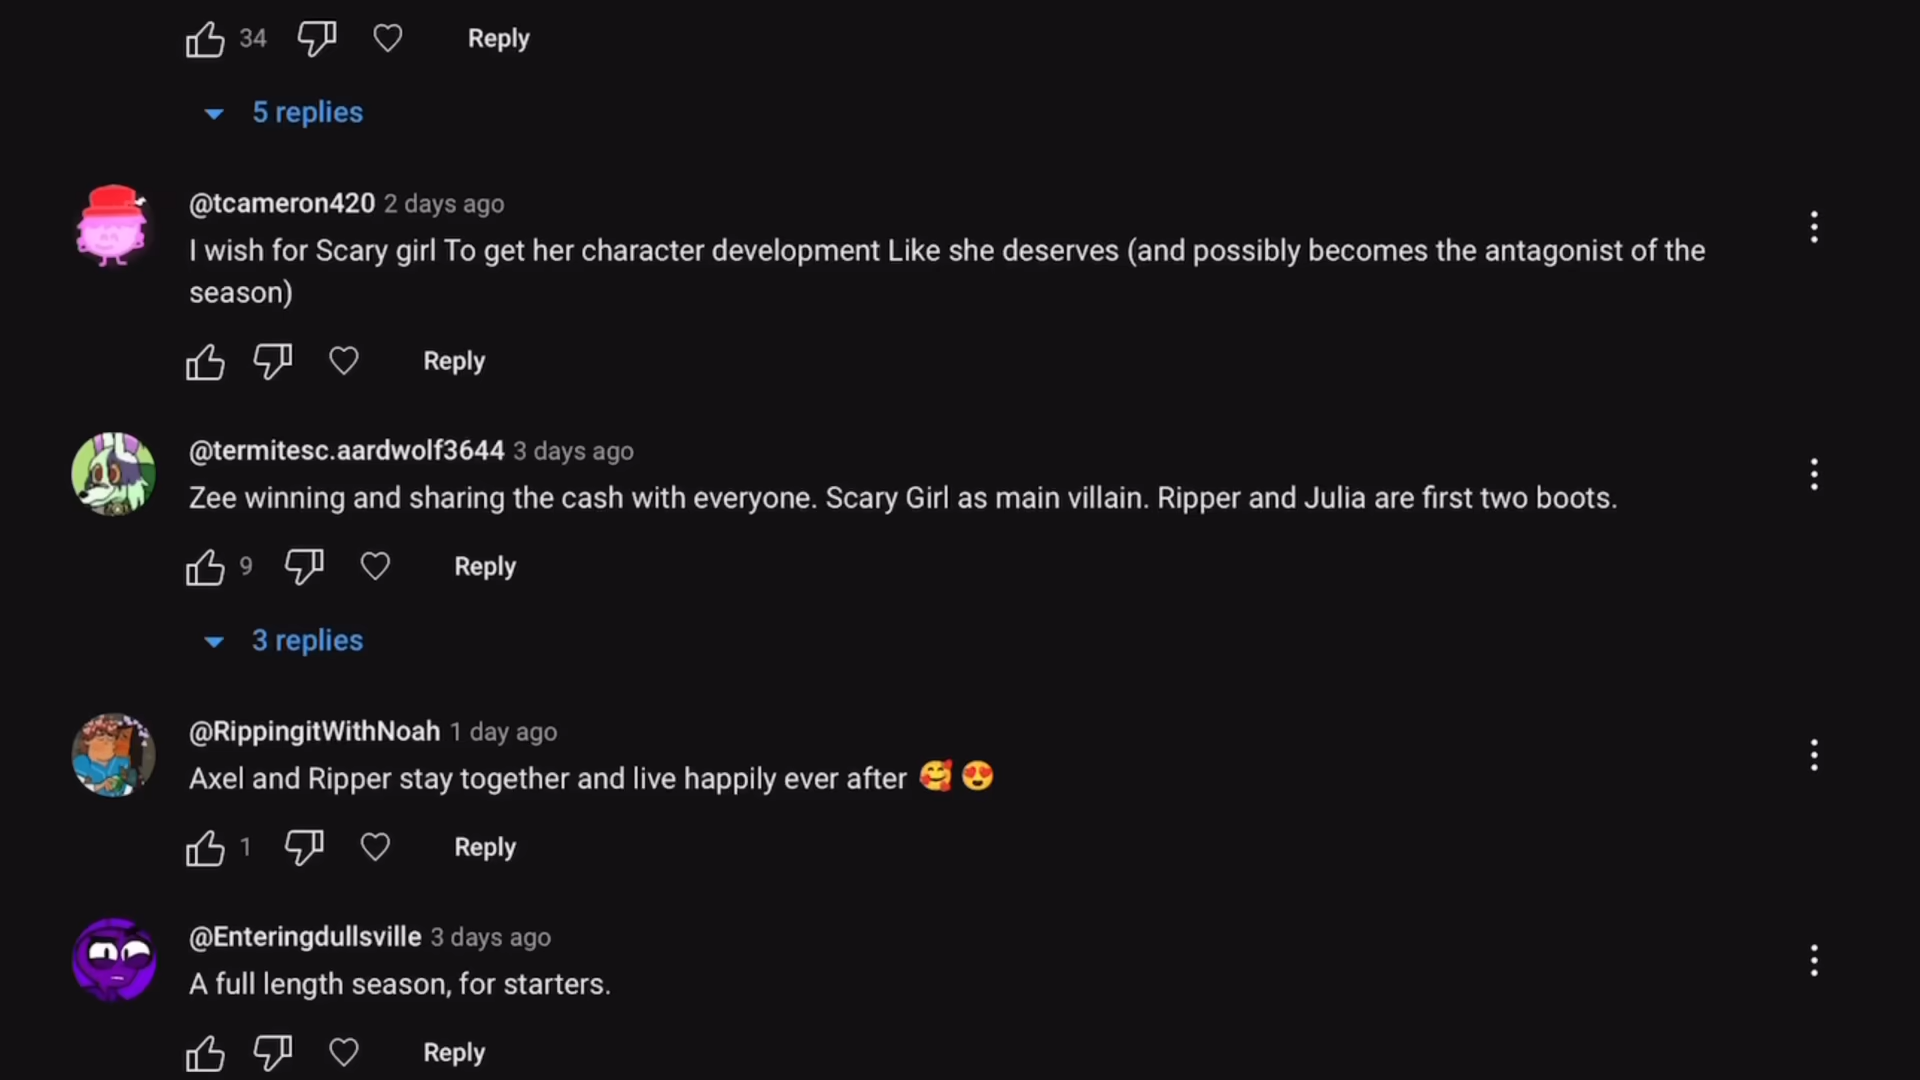 34 Reply
5 replies
@tcameron420 2 days ago
I wish for Scary girl To get her character development Like she deserves (and possibly becomes the antagonist of the
season)
Reply
@termitesc.aardwolf3644 3 days ago
Zee winning and sharing the cash with everyone. Scary Girl as main villain. Ripper and Julia are first two boots.
9 Reply
3 replies
@RippingitWithNoah 1 day ago
Axel and Ripper stay together and live happily ever after 🥰 😍
1 Reply
@Enteringdullsville 3 days ago
A full length season, for starters.
Reply